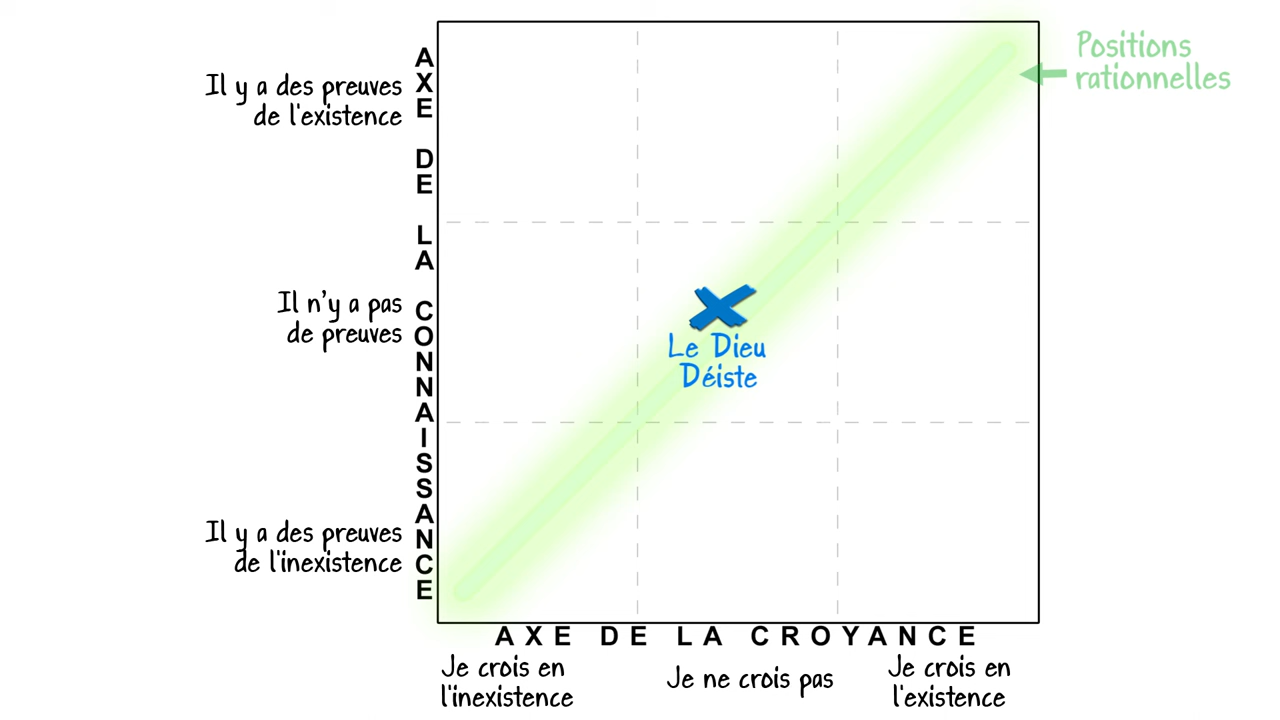 Positions
rationnelles
Il y a des preuves
de l'existence
Il n'y a pas
de preuves
Il y a des preuves
de l'inexistence
AXE DE LA CONNAISSANCE
Le Dieu
Déiste
AXE DE LA CROYANCE
Je crois en
l'inexistence
Je ne crois pas
Je crois en
l'existence